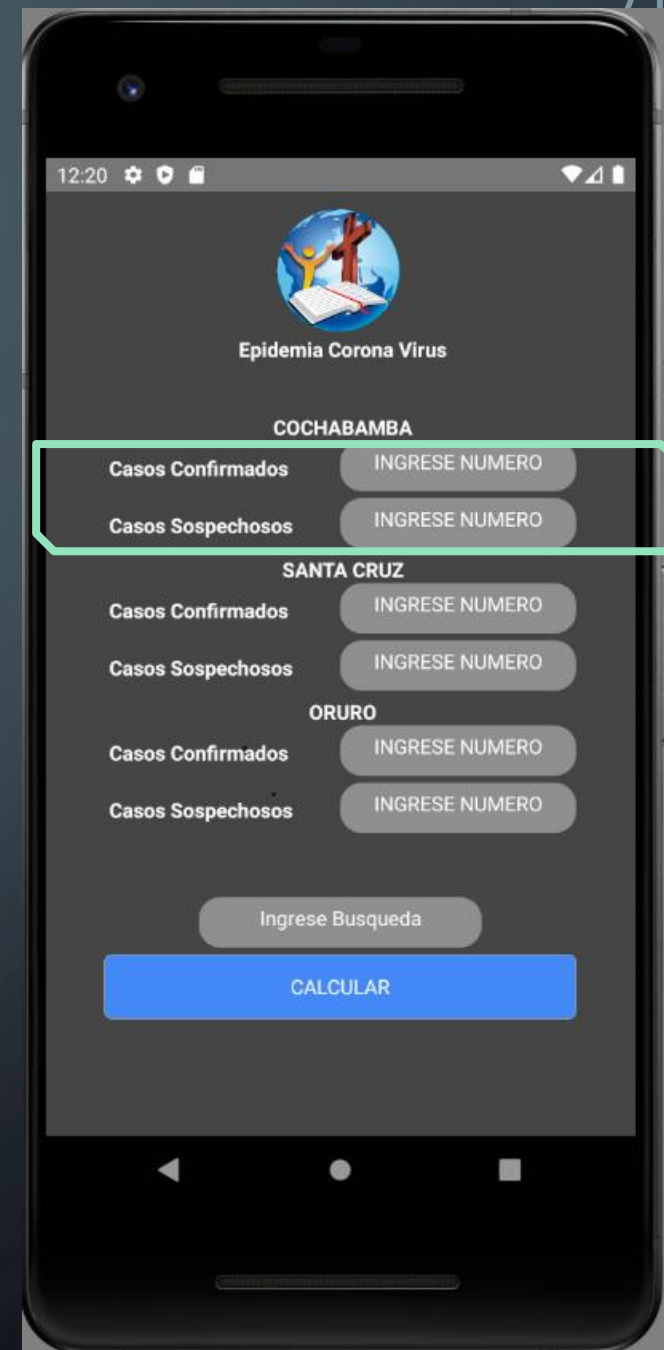 12:20
Epidemia Corona Virus
COCHABAMBA
Casos Confirmados INGRESE NUMERO
Casos Sospechosos INGRESE NUMERO
SANTA CRUZ
Casos Confirmados INGRESE NUMERO
Casos Sospechosos INGRESE NUMERO
ORURO
Casos Confirmados INGRESE NUMERO
Casos Sospechosos INGRESE NUMERO
Ingrese Busqueda
CALCULAR